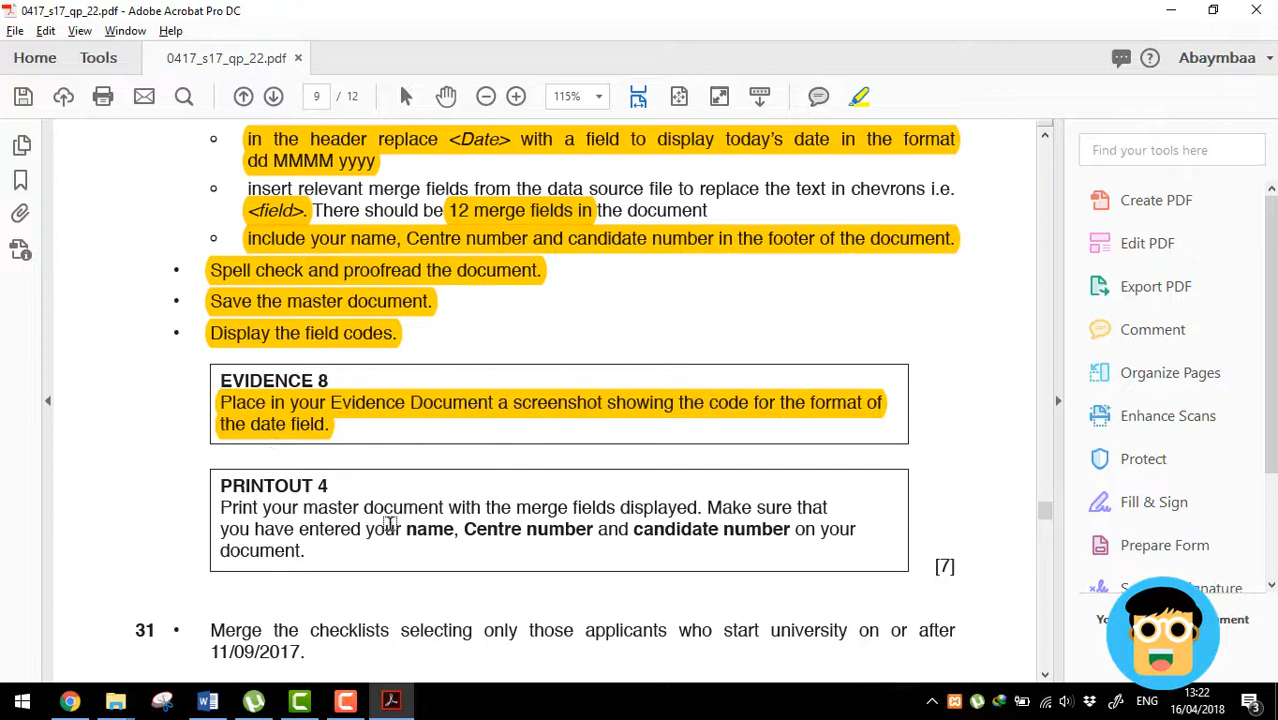 0417_s17_qp_22.pdf - Adobe Acrobat Pro DC
File Edit View Window Help
Home Tools 0417_s17_qp_22.pdf × Abaymbaa
9 / 12 115%
in the header replace <Date> with a field to display today's date in the format
dd MMMM yyyy
insert relevant merge fields from the data source file to replace the text in chevrons i.e.
<field>. There should be 12 merge fields in the document
include your name, Centre number and candidate number in the footer of the document.
• Spell check and proofread the document.
• Save the master document.
• Display the field codes.
EVIDENCE 8
Place in your Evidence Document a screenshot showing the code for the format of
the date field.
PRINTOUT 4
Print your master document with the merge fields displayed. Make sure that
you have entered your name, Centre number and candidate number on your
document.
[7]
31 • Merge the checklists selecting only those applicants who start university on or after
11/09/2017.
Find your tools here
Create PDF
Edit PDF
Export PDF
Comment
Organize Pages
Enhance Scans
Protect
Fill & Sign
Prepare Form
ENG
13:22
16/04/2018
3